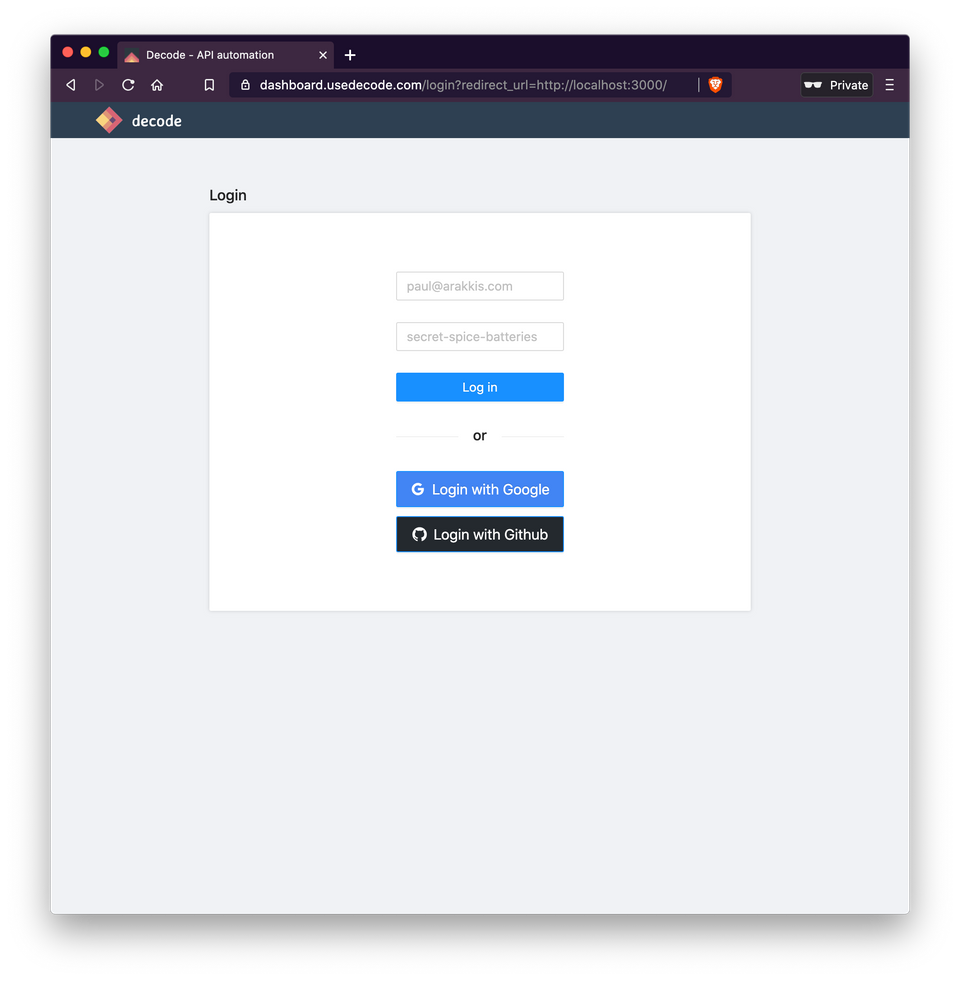 Decode - API automation
dashboard.usedecode.com/login?redirect_url=http://localhost:3000/
Private
decode
Login
paul@arakkis.com
secret-spice-batteries
Log in
or
Login with Google
Login with Github